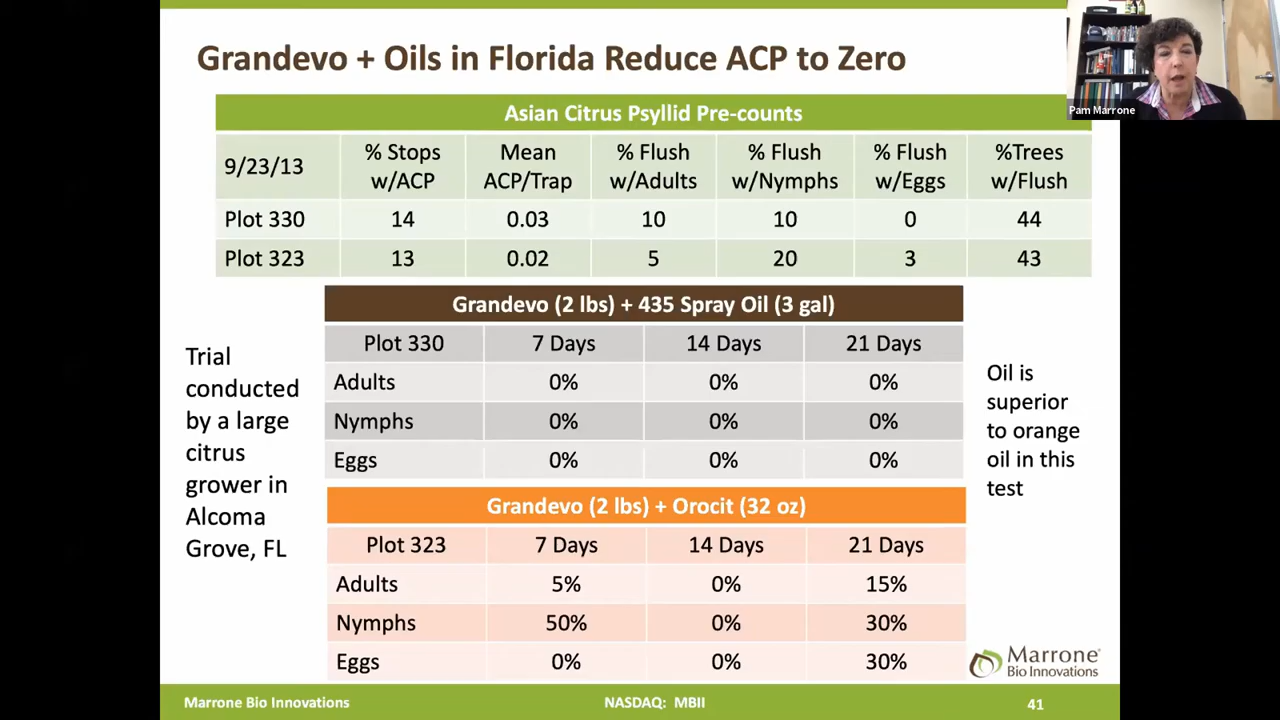 Grandevo + Oils in Florida Reduce ACP to Zero
Pam Marrone
Asian Citrus Psyllid Pre-counts
9/23/13 % Stops w/ACP Mean ACP/Trap % Flush w/Adults % Flush w/Nymphs % Flush w/Eggs %Trees w/Flush
Plot 330 14 0.03 10 10 0 44
Plot 323 13 0.02 5 20 3 43
Trial
conducted
by a large
citrus
grower in
Alcoma
Grove, FL
Grandevo (2 lbs) + 435 Spray Oil (3 gal)
Plot 330 7 Days 14 Days 21 Days
Adults 0% 0% 0%
Nymphs 0% 0% 0%
Eggs 0% 0% 0%
Oil is
superior
to orange
oil in this
test
Grandevo (2 lbs) + Orocit (32 oz)
Plot 323 7 Days 14 Days 21 Days
Adults 5% 0% 15%
Nymphs 50% 0% 30%
Eggs 0% 0% 30%
Marrone®
Bio Innovations
Marrone Bio Innovations NASDAQ: MBII 41